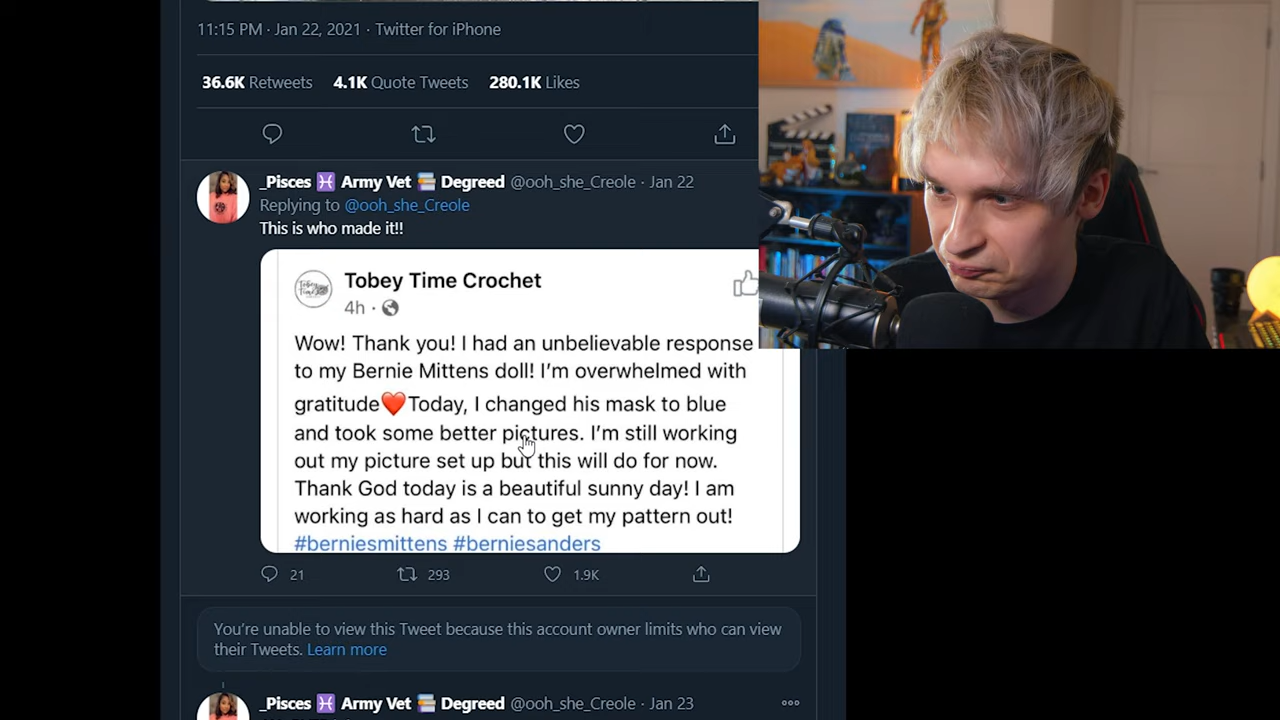 11:15 PM · Jan 22, 2021 · Twitter for iPhone
36.6K Retweets 4.1K Quote Tweets 280.1K Likes
_Pisces ♓ Army Vet 📚 Degreed @ooh_she_Creole · Jan 22
Replying to @ooh_she_Creole
This is who made it!!
Tobey Time Crochet
4h ·
Wow! Thank you! I had an unbelievable response
to my Bernie Mittens doll! I'm overwhelmed with
gratitude❤️Today, I changed his mask to blue
and took some better pictures. I'm still working
out my picture set up but this will do for now.
Thank God today is a beautiful sunny day! I am
working as hard as I can to get my pattern out!
#berniesmittens #berniesanders
21 293 1.9K
You're unable to view this Tweet because this account owner limits who can view
their Tweets. Learn more
_Pisces ♓ Army Vet 📚 Degreed @ooh_she_Creole · Jan 23